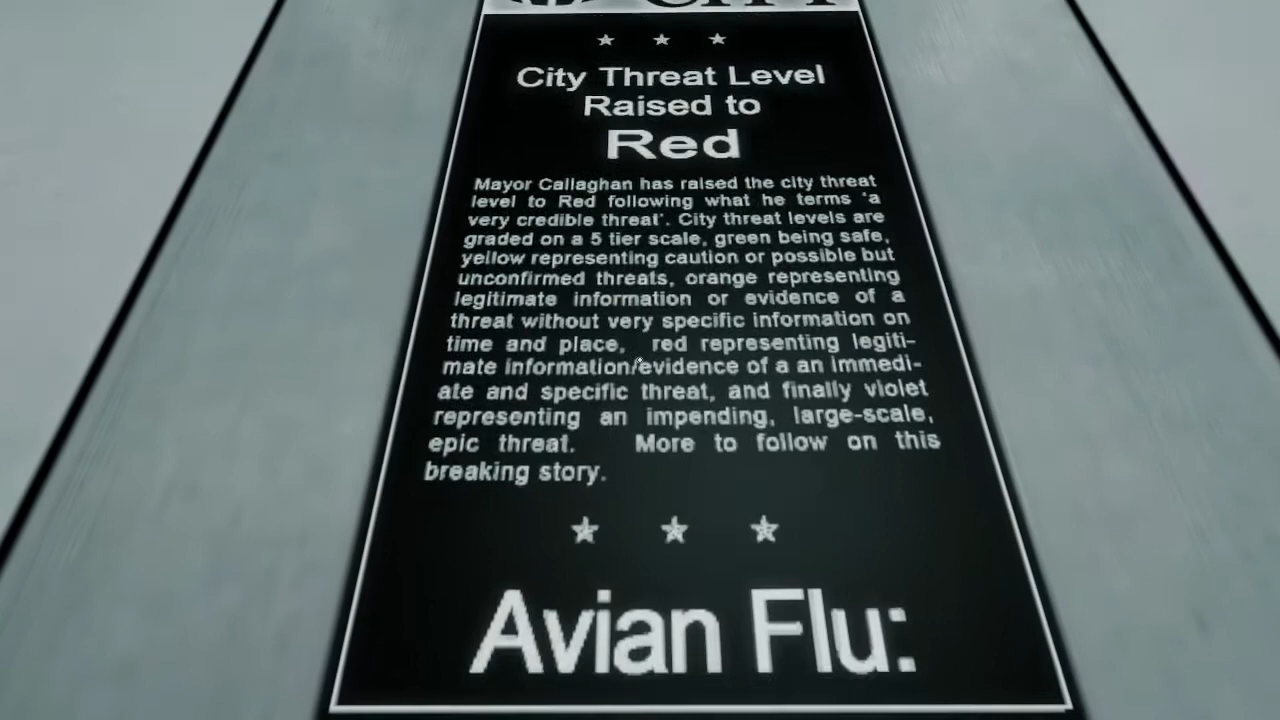 CITY
City Threat Level
Raised to
Red
Mayor Callaghan has raised the city threat
level to Red following what he terms 'a
very credible threat'. City threat levels are
graded on a 5 tier scale, green being safe,
yellow representing caution or possible but
unconfirmed threats, orange representing
legitimate information or evidence of a
threat without very specific information on
time and place, red representing legiti-
mate information/evidence of a an immedi-
ate and specific threat, and finally violet
representing an impending, large-scale,
epic threat. More to follow on this
breaking story.
Avian Flu: